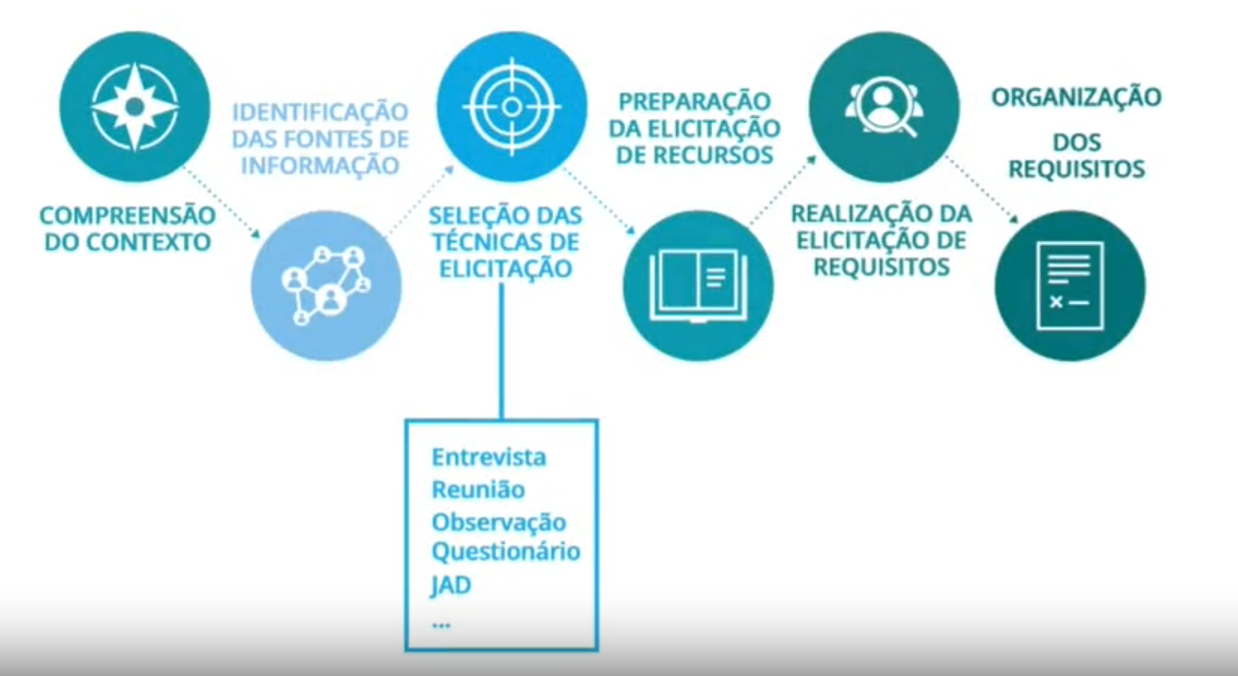 COMPREENSÃO
DO CONTEXTO
IDENTIFICAÇÃO
DAS FONTES DE
INFORMAÇÃO
SELEÇÃO DAS
TÉCNICAS DE
ELICITAÇÃO
Entrevista
Reunião
Observação
Questionário
JAD
...
PREPARAÇÃO
DA ELICITAÇÃO
DE RECURSOS
REALIZAÇÃO DA
ELICITAÇÃO DE
REQUISITOS
ORGANIZAÇÃO
DOS
REQUISITOS